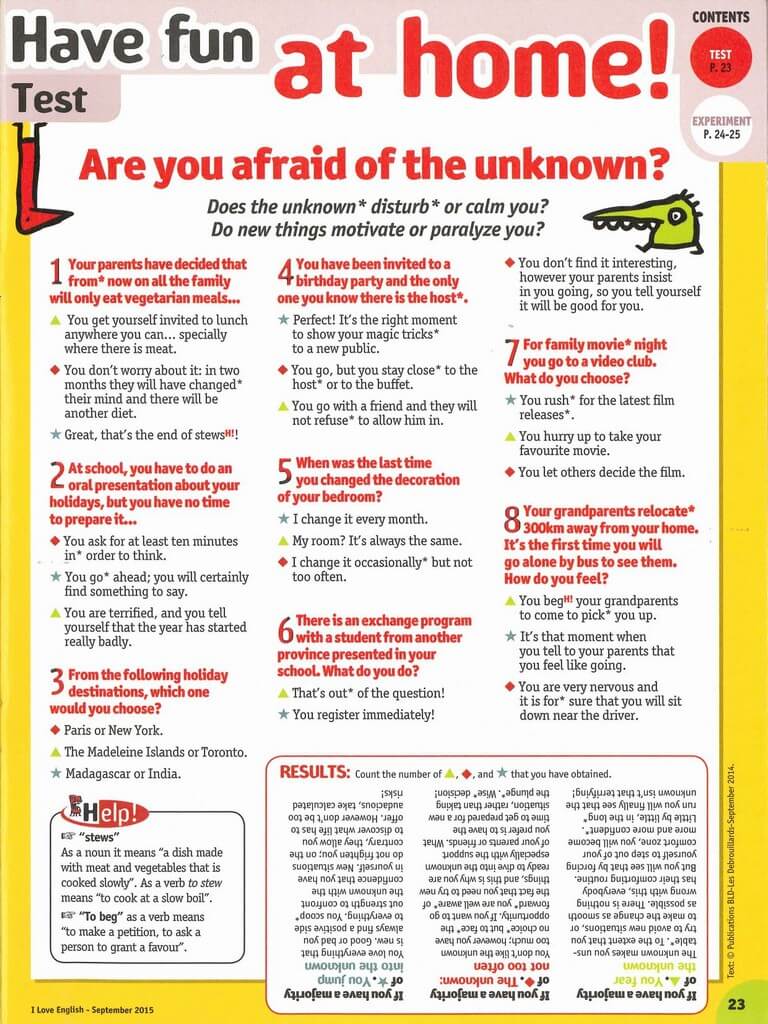 Have fun at home!
Test
CONTENTS
TEST
P. 23
EXPERIMENT
P. 24-25
Are you afraid of the unknown?
Does the unknown* disturb* or calm you?
Do new things motivate or paralyze you?
1 Your parents have decided that
from* now on all the family
will only eat vegetarian meals...
▲ You get yourself invited to lunch
anywhere you can... specially
where there is meat.
◆ You don't worry about it: in two
months they will have changed*
their mind and there will be
another diet.
★ Great, that's the end of stewsH!!
2 At school, you have to do an
oral presentation about your
holidays, but you have no time
to prepare it...
◆ You ask for at least ten minutes
in* order to think.
★ You go* ahead; you will certainly
find something to say.
▲ You are terrified, and you tell
yourself that the year has started
really badly.
3 From the following holiday
destinations, which one
would you choose?
◆ Paris or New York.
▲ The Madeleine Islands or Toronto.
★ Madagascar or India.
Help!
☞ "stews"
As a noun it means "a dish made
with meat and vegetables that is
cooked slowly". As a verb to stew
means "to cook at a slow boil".
☞ "To beg" as a verb means
"to make a petition, to ask a
person to grant a favour".
4 You have been invited to a
birthday party and the only
one you know there is the host*.
★ Perfect! It's the right moment
to show your magic tricks*
to a new public.
◆ You go, but you stay close* to the
host* or to the buffet.
▲ You go with a friend and they will
not refuse* to allow him in.
5 When was the last time
you changed the decoration
of your bedroom?
★ I change it every month.
▲ My room? It's always the same.
◆ I change it occasionally* but not
too often.
6 There is an exchange program
with a student from another
province presented in your
school. What do you do?
▲ That's out* of the question!
★ You register immediately!
◆ You don't find it interesting,
however your parents insist
in you going, so you tell yourself
it will be good for you.
7 For family movie* night
you go to a video club.
What do you choose?
★ You rush* for the latest film
releases*.
▲ You hurry up to take your
favourite movie.
◆ You let others decide the film.
8 Your grandparents relocate*
300km away from your home.
It's the first time you will
go alone by bus to see them.
How do you feel?
▲ You begH! your grandparents
to come to pick* you up.
★ It's that moment when
you tell to your parents that
you feel like going.
◆ You are very nervous and
it is for* sure that you will sit
down near the driver.
RESULTS: Count the number of ▲, ◆, and ★ that you have obtained.
If you have a majority
of ▲. You fear
the unknown
The unknown makes you uns-
table*. To the extent that you
try to avoid new situations, or
to make the change as smooth
as possible. There is nothing
wrong with this, everybody
has their comforting routine.
But you will see that by forcing
yourself to step out of your
comfort zone, you will become
more and more confident*.
Little by little, in the long*
run you will finally see that the
unknown isn't that terrifying!
If you have a majority
of ◆. The unknown:
not too often
You don't like the unknown
too much; however you have
no choice* but to face* the
opportunity. If you want to go
forward* you are well aware* of
the fact that you need to try new
things, and this is why you are
ready to dive into the unknown
especially with the support
of your parents or friends. What
you prefer is to have the
time to get prepared for a new
situation, rather than taking
the plunge*. Wise* decision!
If you have a majority
of ★. You jump
into the unknown
You love everything that
is new. Good or bad you
always find a positive side
to everything. You scoop*
out strength to confront
the unknown with the
confidence that you have
in yourself. New situations
do not frighten you; on the
contrary, they allow you
to discover what life has to
offer. However don't be too
audacious, take calculated
risks!
Text: © Publications BLD-Les Debrouillards-September 2014.
I Love English - September 2015
23